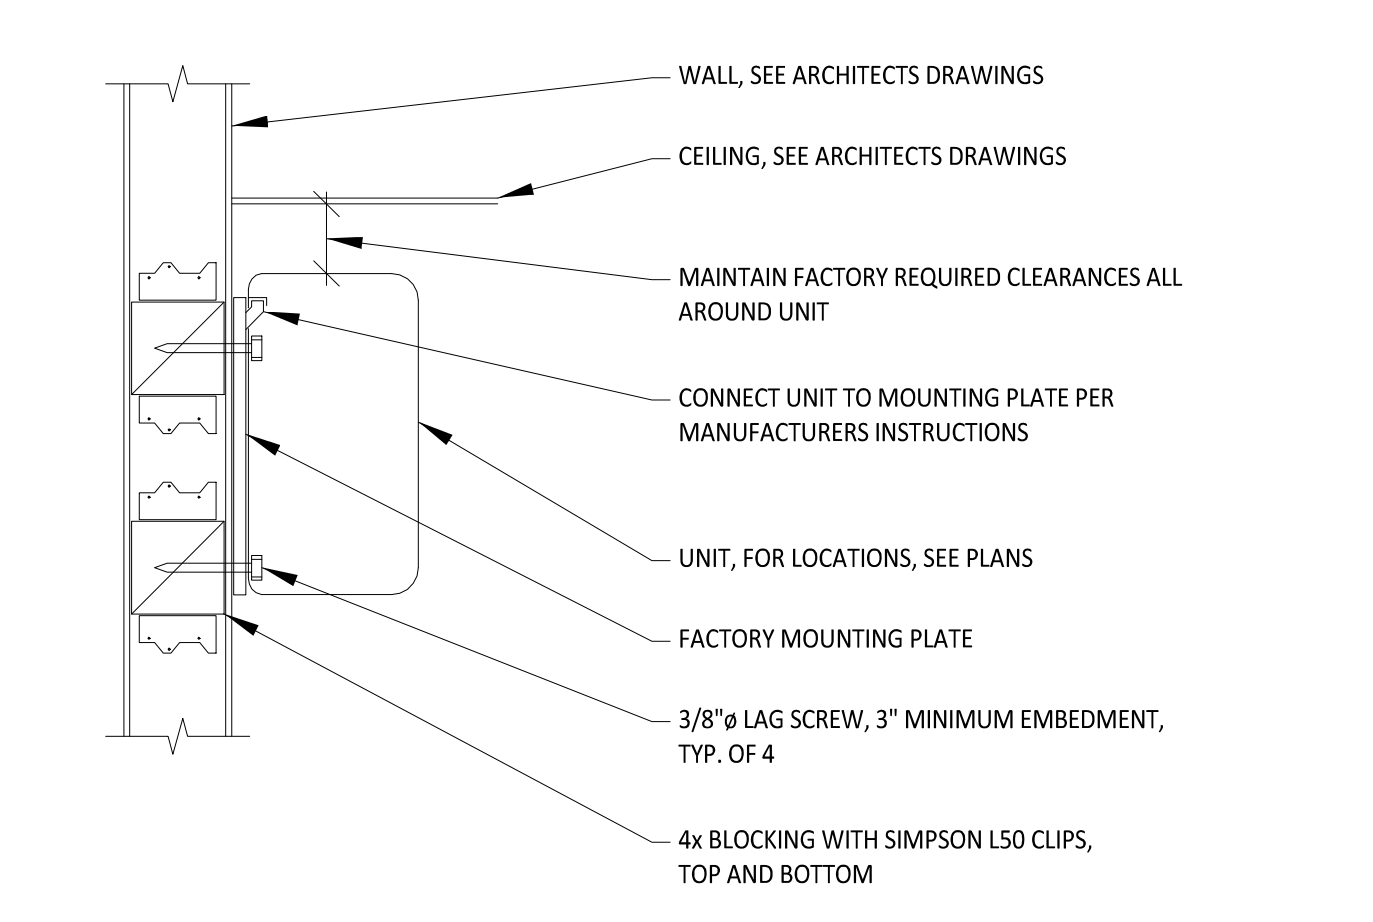 WALL, SEE ARCHITECTS DRAWINGS
CEILING, SEE ARCHITECTS DRAWINGS
MAINTAIN FACTORY REQUIRED CLEARANCES ALL
AROUND UNIT
CONNECT UNIT TO MOUNTING PLATE PER
MANUFACTURERS INSTRUCTIONS
UNIT, FOR LOCATIONS, SEE PLANS
FACTORY MOUNTING PLATE
3/8"ø LAG SCREW, 3" MINIMUM EMBEDMENT,
TYP. OF 4
4x BLOCKING WITH SIMPSON L50 CLIPS,
TOP AND BOTTOM